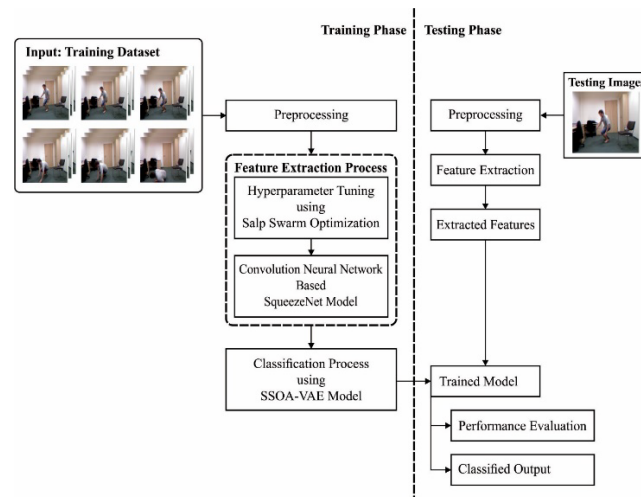 Training Phase
Testing Phase
Input: Training Dataset
Testing Images
Preprocessing
Preprocessing
Feature Extraction Process
Hyperparameter Tuning
using
Salp Swarm Optimization
Convolution Neural Network
Based
SqueezeNet Model
Classification Process
using
SSOA-VAE Model
Feature Extraction
Extracted Features
Trained Model
Performance Evaluation
Classified Output